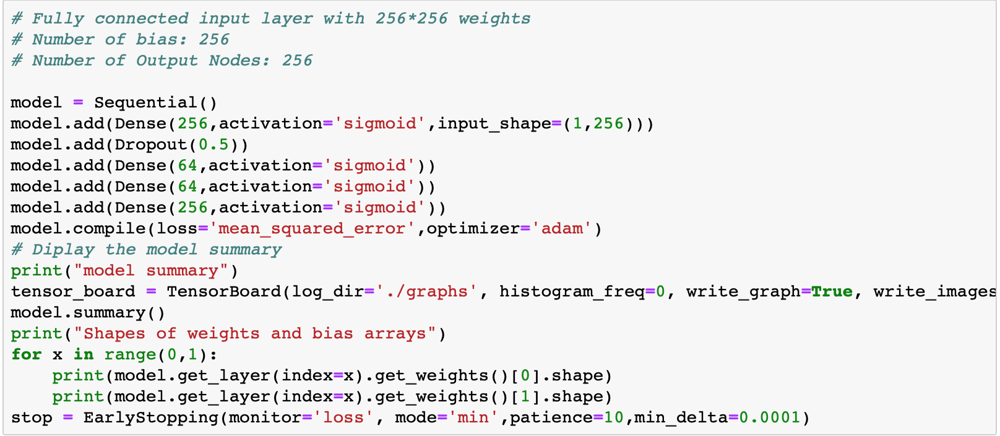 # Fully connected input layer with 256*256 weights
# Number of bias: 256
# Number of Output Nodes: 256

model = Sequential()
model.add(Dense(256,activation='sigmoid',input_shape=(1,256)))
model.add(Dropout(0.5))
model.add(Dense(64,activation='sigmoid'))
model.add(Dense(64,activation='sigmoid'))
model.add(Dense(256,activation='sigmoid'))
model.compile(loss='mean_squared_error',optimizer='adam')
# Diplay the model summary
print("model summary")
tensor_board = TensorBoard(log_dir='./graphs', histogram_freq=0, write_graph=True, write_images
model.summary()
print("Shapes of weights and bias arrays")
for x in range(0,1):
    print(model.get_layer(index=x).get_weights()[0].shape)
    print(model.get_layer(index=x).get_weights()[1].shape)
stop = EarlyStopping(monitor='loss', mode='min',patience=10,min_delta=0.0001)